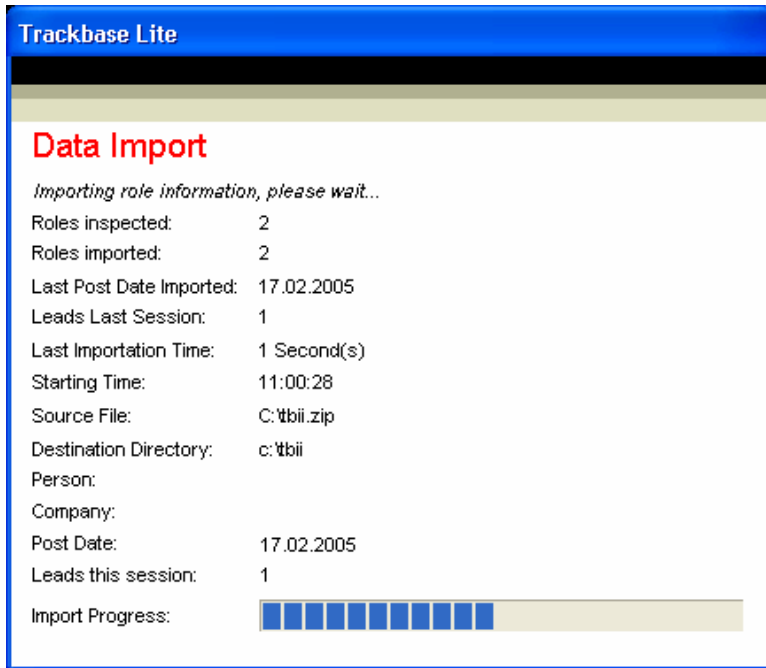 Trackbase Lite
Data Import
Importing role information, please wait...
Roles inspected: 2
Roles imported: 2
Last Post Date Imported: 17.02.2005
Leads Last Session: 1
Last Importation Time: 1 Second(s)
Starting Time: 11:00:28
Source File: C:\tbii.zip
Destination Directory: c:\tbii
Person:
Company:
Post Date: 17.02.2005
Leads this session: 1
Import Progress: